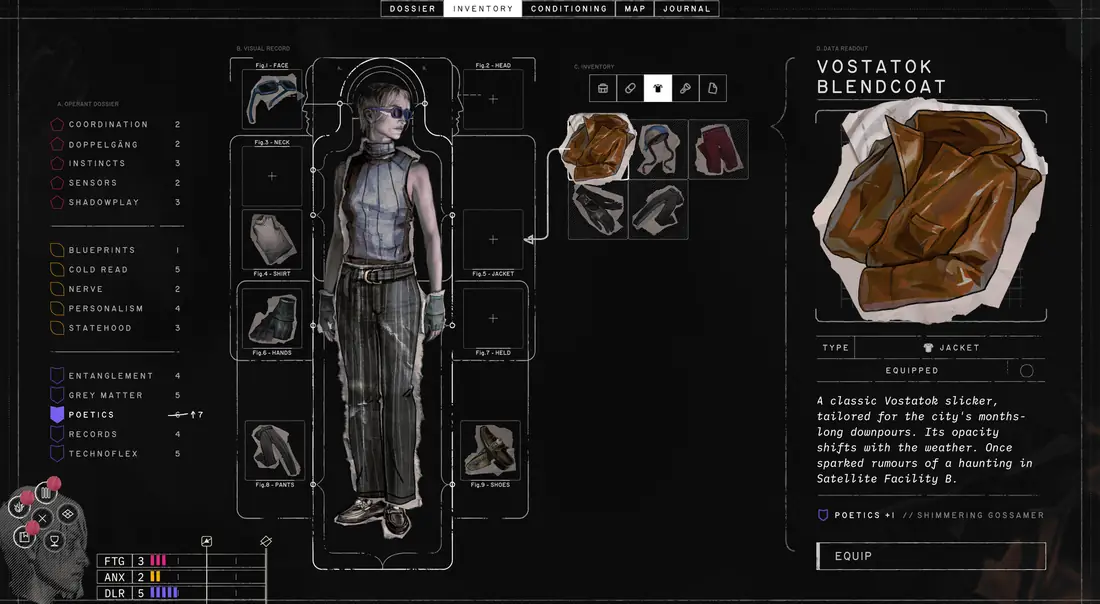 DOSSIER
INVENTORY
CONDITIONING
MAP
JOURNAL
A. OPERANT DOSSIER
COORDINATION 2
DOPPELGÄNG 2
INSTINCTS 3
SENSORS 2
SHADOWPLAY 3
BLUEPRINTS 1
COLD READ 5
NERVE 2
PERSONALISM 4
STATEHOOD 3
ENTANGLEMENT 4
GREY MATTER 5
POETICS 6 ↑7
RECORDS 4
TECHNOFLEX 5
FTG 3
ANX 2
DLR 5
B. VISUAL RECORD
Fig.1 - FACE
Fig.2 - HEAD
Fig.3 - NECK
Fig.4 - SHIRT
Fig.5 - JACKET
Fig.6 - HANDS
Fig.7 - HELD
Fig.8 - PANTS
Fig.9 - SHOES
C. INVENTORY
D. DATA READOUT
VOSTATOK
BLENDCOAT
TYPE JACKET
EQUIPPED
A classic Vostatok slicker,
tailored for the city's months-
long downpours. Its opacity
shifts with the weather. Once
sparked rumours of a haunting in
Satellite Facility B.
POETICS +1 // SHIMMERING GOSSAMER
EQUIP